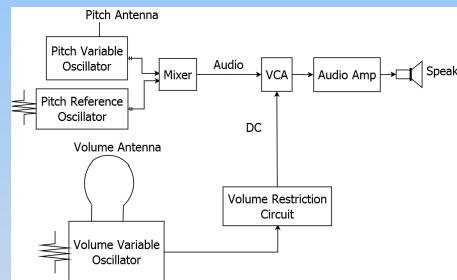 Pitch Antenna
Pitch Variable
Oscillator
Mixer
Audio
VCA
Audio Amp
Speak
Pitch Reference
Oscillator
DC
Volume Antenna
Volume Restriction
Circuit
Volume Variable
Oscillator